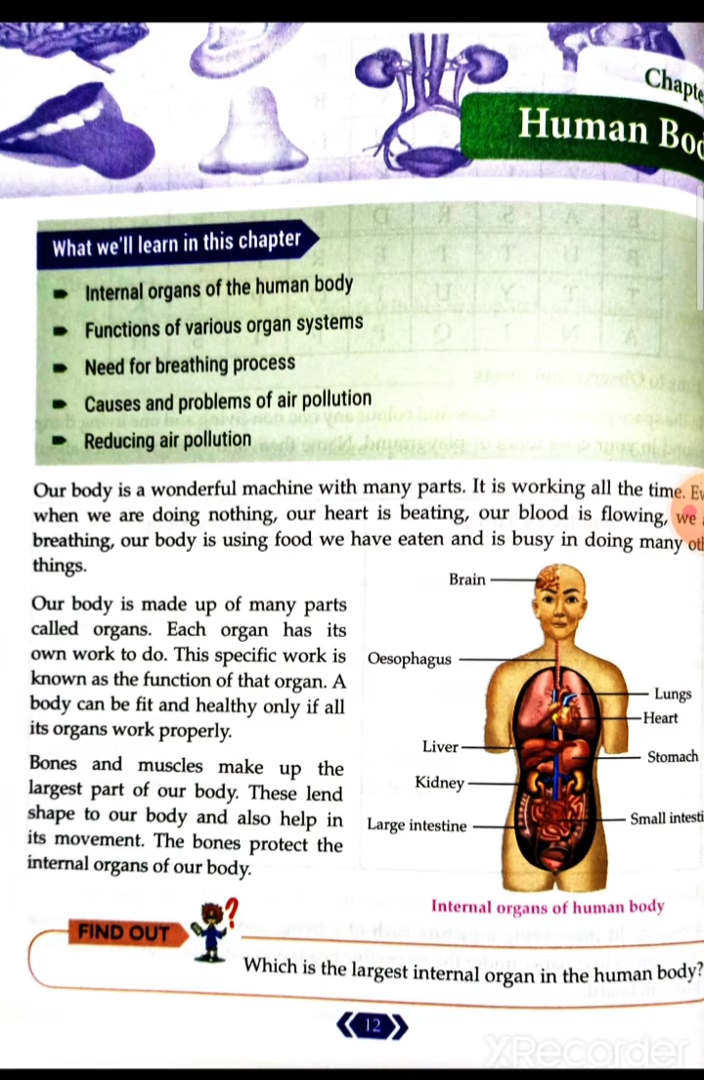 Chapte
Human Bod
What we'll learn in this chapter
Internal organs of the human body
Functions of various organ systems
Need for breathing process
Causes and problems of air pollution
Reducing air pollution
Our body is a wonderful machine with many parts. It is working all the time. Ev
when we are doing nothing, our heart is beating, our blood is flowing, we
breathing, our body is using food we have eaten and is busy in doing many oth
things.
Our body is made up of many parts
called organs. Each organ has its
own work to do. This specific work is
known as the function of that organ. A
body can be fit and healthy only if all
its organs work properly.
Bones and muscles make up the
largest part of our body. These lend
shape to our body and also help in
its movement. The bones protect the
internal organs of our body.
Brain
Oesophagus
Lungs
Heart
Liver
Stomach
Kidney
Large intestine
Small intesti
Internal organs of human body
FIND OUT
?
Which is the largest internal organ in the human body?
12
XRecorder